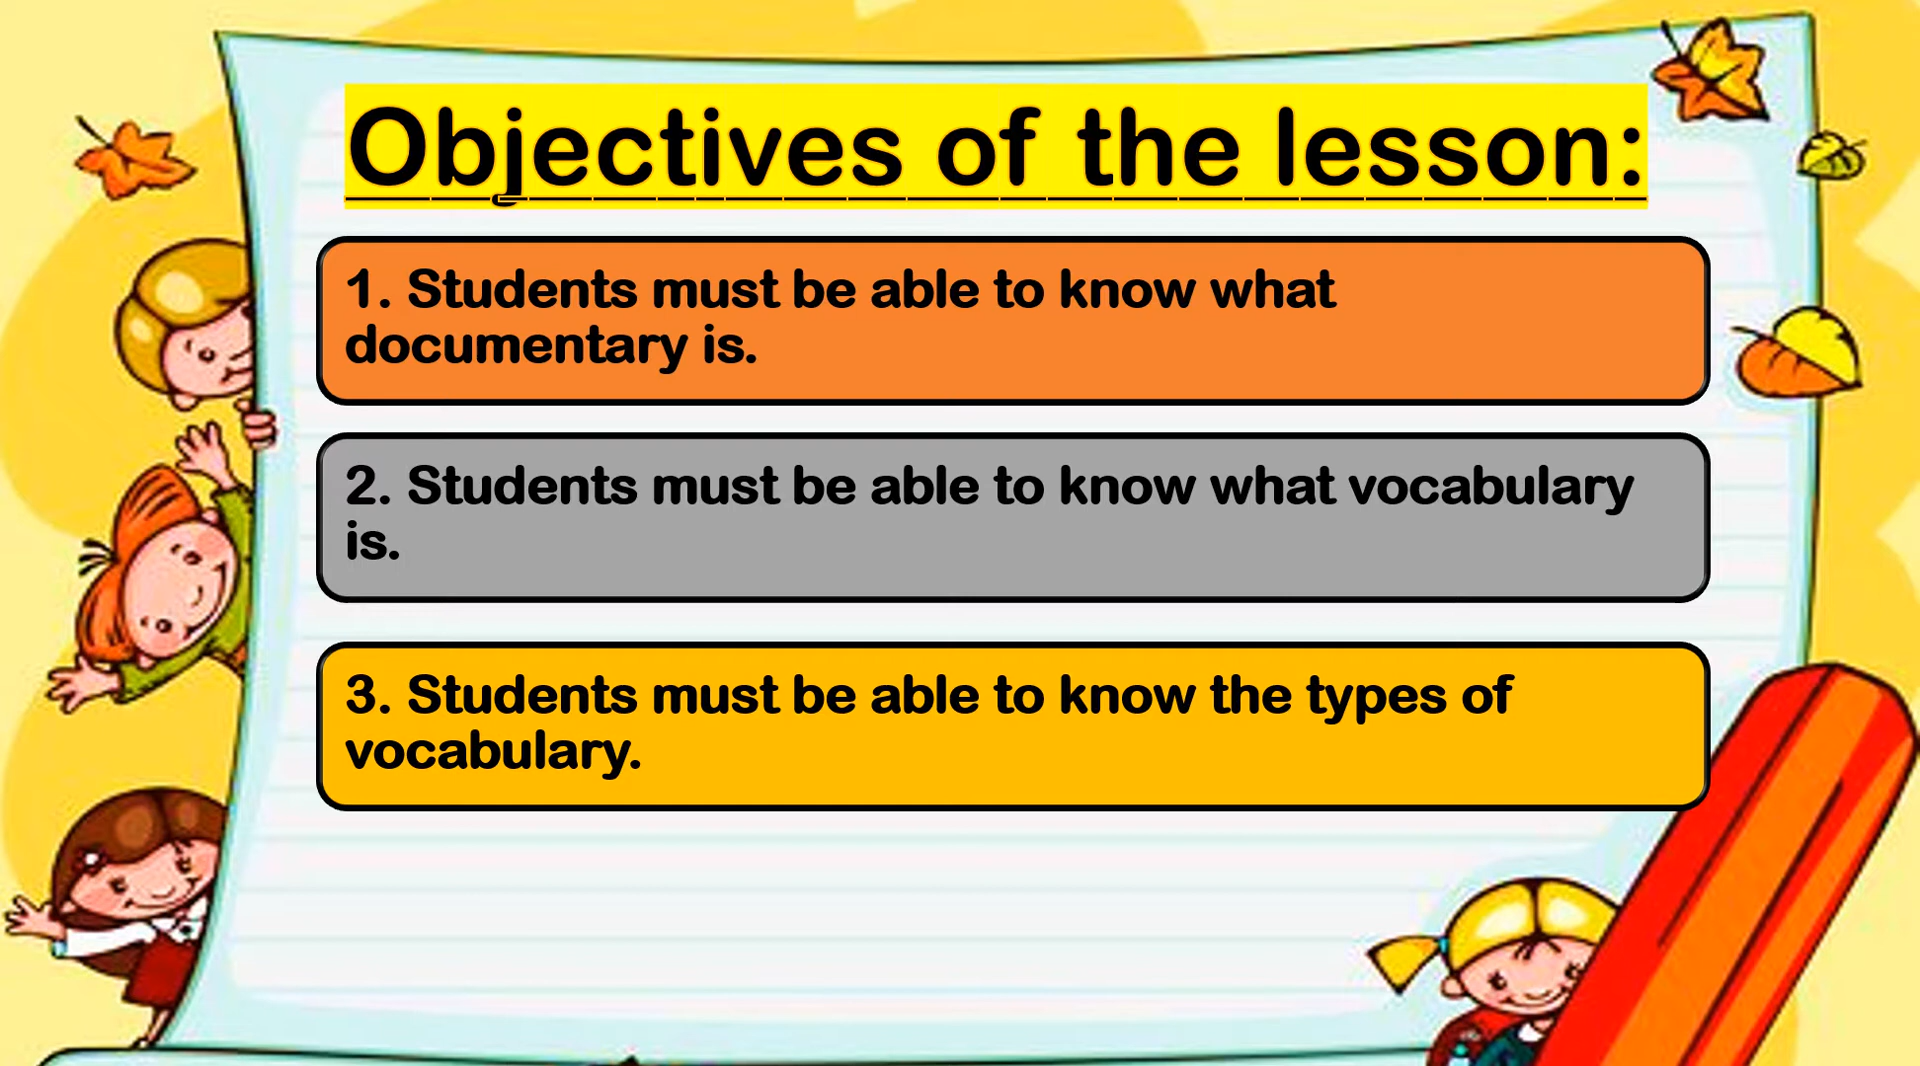 Objectives of the lesson:
1. Students must be able to know what
documentary is.
2. Students must be able to know what vocabulary
is.
3. Students must be able to know the types of
vocabulary.